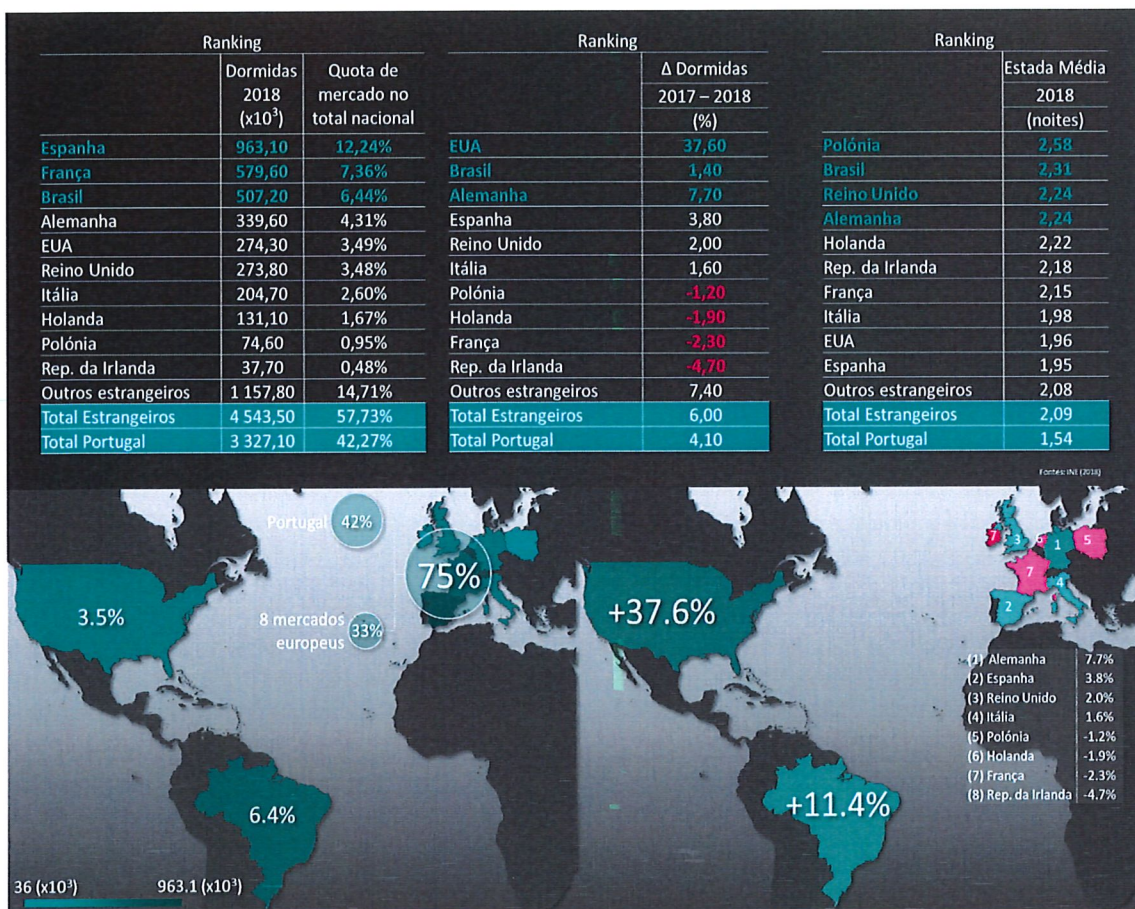 Ranking
Dormidas 2018 (x10³) Quota de mercado no total nacional
Espanha 963,10 12,24%
França 579,60 7,36%
Brasil 507,20 6,44%
Alemanha 339,60 4,31%
EUA 274,30 3,49%
Reino Unido 273,80 3,48%
Itália 204,70 2,60%
Holanda 131,10 1,67%
Polónia 74,60 0,95%
Rep. da Irlanda 37,70 0,48%
Outros estrangeiros 1 157,80 14,71%
Total Estrangeiros 4 543,50 57,73%
Total Portugal 3 327,10 42,27%
Ranking
Δ Dormidas
2017 – 2018
(%)
EUA 37,60
Brasil 1,40
Alemanha 7,70
Espanha 3,80
Reino Unido 2,00
Itália 1,60
Polónia -1,20
Holanda -1,90
França -2,30
Rep. da Irlanda -4,70
Outros estrangeiros 7,40
Total Estrangeiros 6,00
Total Portugal 4,10
Ranking
Estada Média
2018
(noites)
Polónia 2,58
Brasil 2,31
Reino Unido 2,24
Alemanha 2,24
Holanda 2,22
Rep. da Irlanda 2,18
França 2,15
Itália 1,98
EUA 1,96
Espanha 1,95
Outros estrangeiros 2,08
Total Estrangeiros 2,09
Total Portugal 1,54
Fontes: INE (2018)
Portugal 42%
75%
3.5%
8 mercados
europeus
33%
6.4%
36 (x10³) 963.1 (x10³)
+37.6%
+11.4%
7
3
6
1
5
7
4
2
(1) Alemanha 7.7%
(2) Espanha 3.8%
(3) Reino Unido 2.0%
(4) Itália 1.6%
(5) Polónia -1.2%
(6) Holanda -1.9%
(7) França -2.3%
(8) Rep. da Irlanda -4.7%